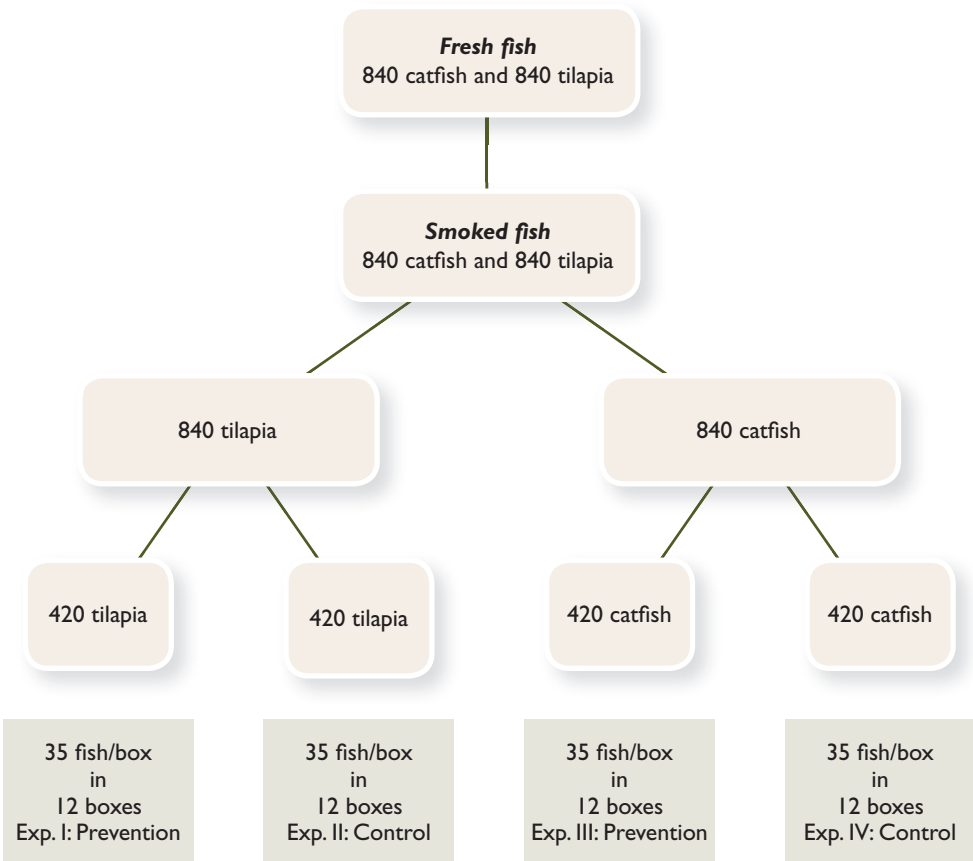 Fresh fish
840 catfish and 840 tilapia
Smoked fish
840 catfish and 840 tilapia
840 tilapia
840 catfish
420 tilapia
420 tilapia
420 catfish
420 catfish
35 fish/box
in
12 boxes
Exp. I: Prevention
35 fish/box
in
12 boxes
Exp. II: Control
35 fish/box
in
12 boxes
Exp. III: Prevention
35 fish/box
in
12 boxes
Exp. IV: Control